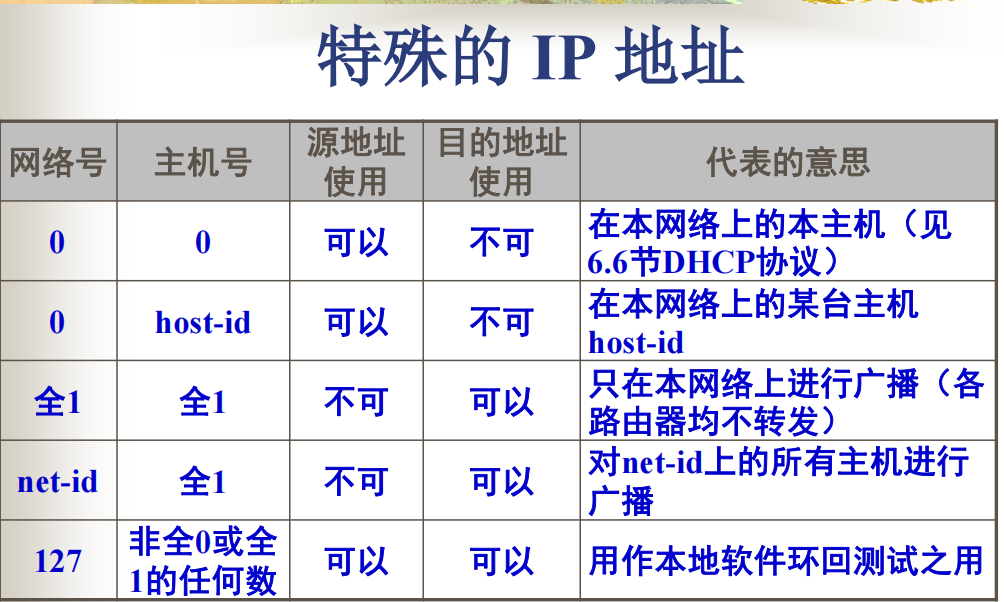 特殊的 IP 地址
网络号 主机号 源地址使用 目的地址使用 代表的意思
0 0 可以 不可 在本网络上的本主机（见6.6节DHCP协议）
0 host-id 可以 不可 在本网络上的某台主机host-id
全1 全1 不可 可以 只在本网络上进行广播（各路由器均不转发）
net-id 全1 不可 可以 对net-id上的所有主机进行广播
127 非全0或全1的任何数 可以 可以 用作本地软件环回测试之用